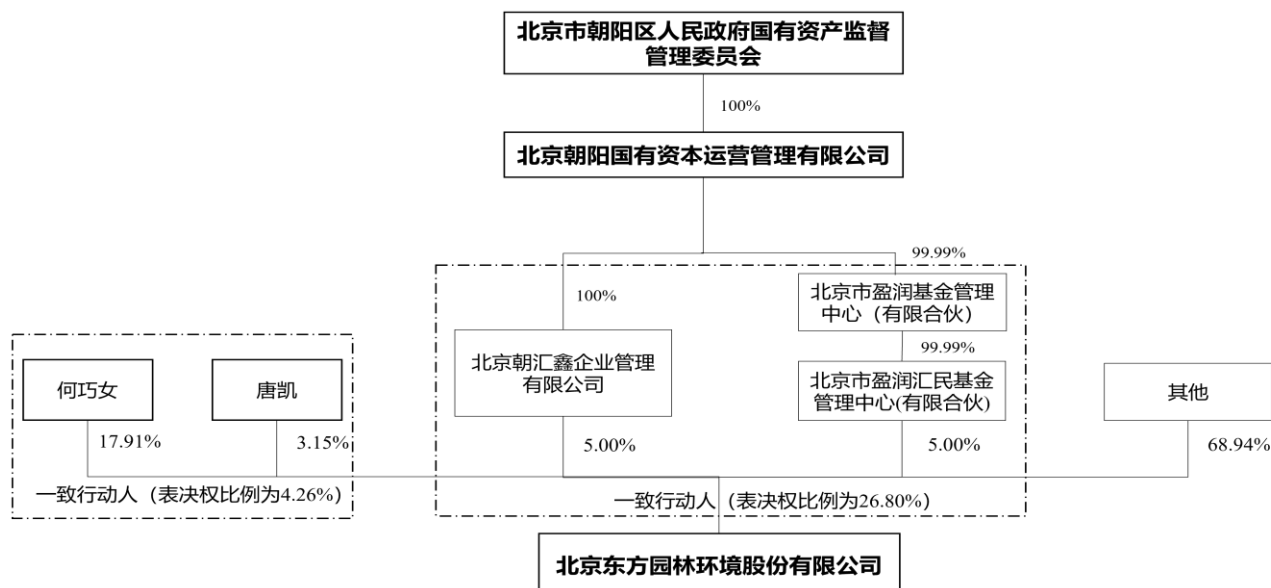 北京市朝阳区人民政府国有资产监督
管理委员会
100%
北京朝阳国有资本运营管理有限公司
99.99%
100%
北京市盈润基金管理
中心（有限合伙）
99.99%
何巧女
唐凯
北京朝汇鑫企业管理
有限公司
北京市盈润汇民基金
管理中心(有限合伙)
其他
17.91%
3.15%
5.00%
5.00%
68.94%
一致行动人（表决权比例为4.26%）
一致行动人（表决权比例为26.80%）
北京东方园林环境股份有限公司